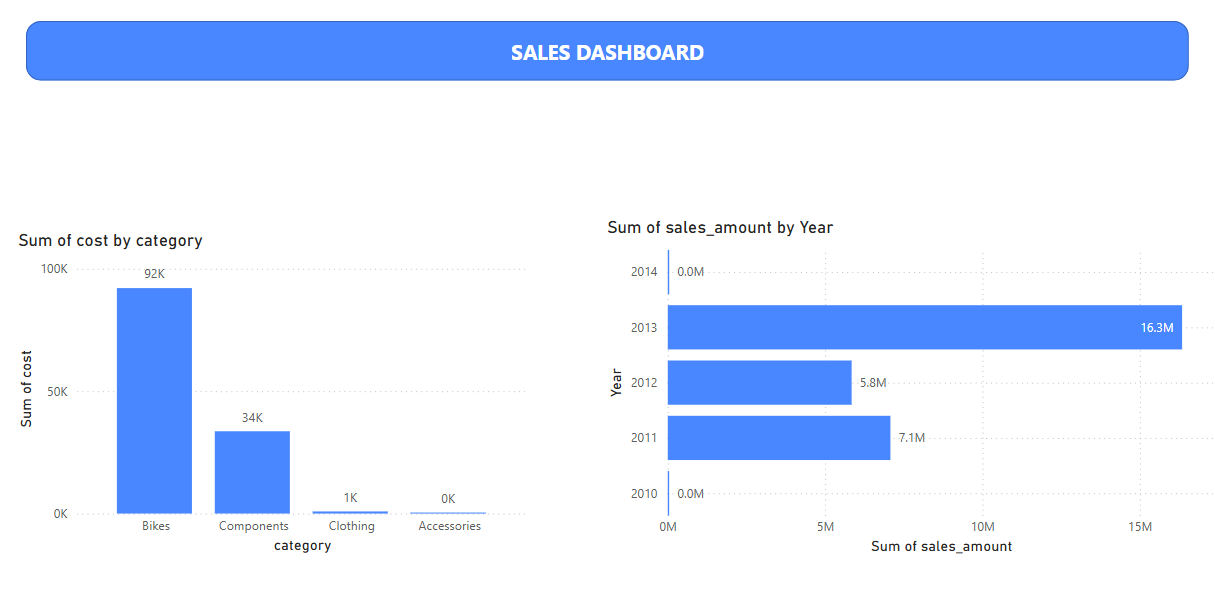 SALES DASHBOARD
Sum of cost by category
100K
50K
0K
Sum of cost
92K
34K
1K
0K
Bikes
Components
Clothing
Accessories
category
Sum of sales_amount by Year
Year
2014
0.0M
2013
16.3M
2012
5.8M
2011
7.1M
2010
0.0M
0M
5M
10M
15M
Sum of sales_amount